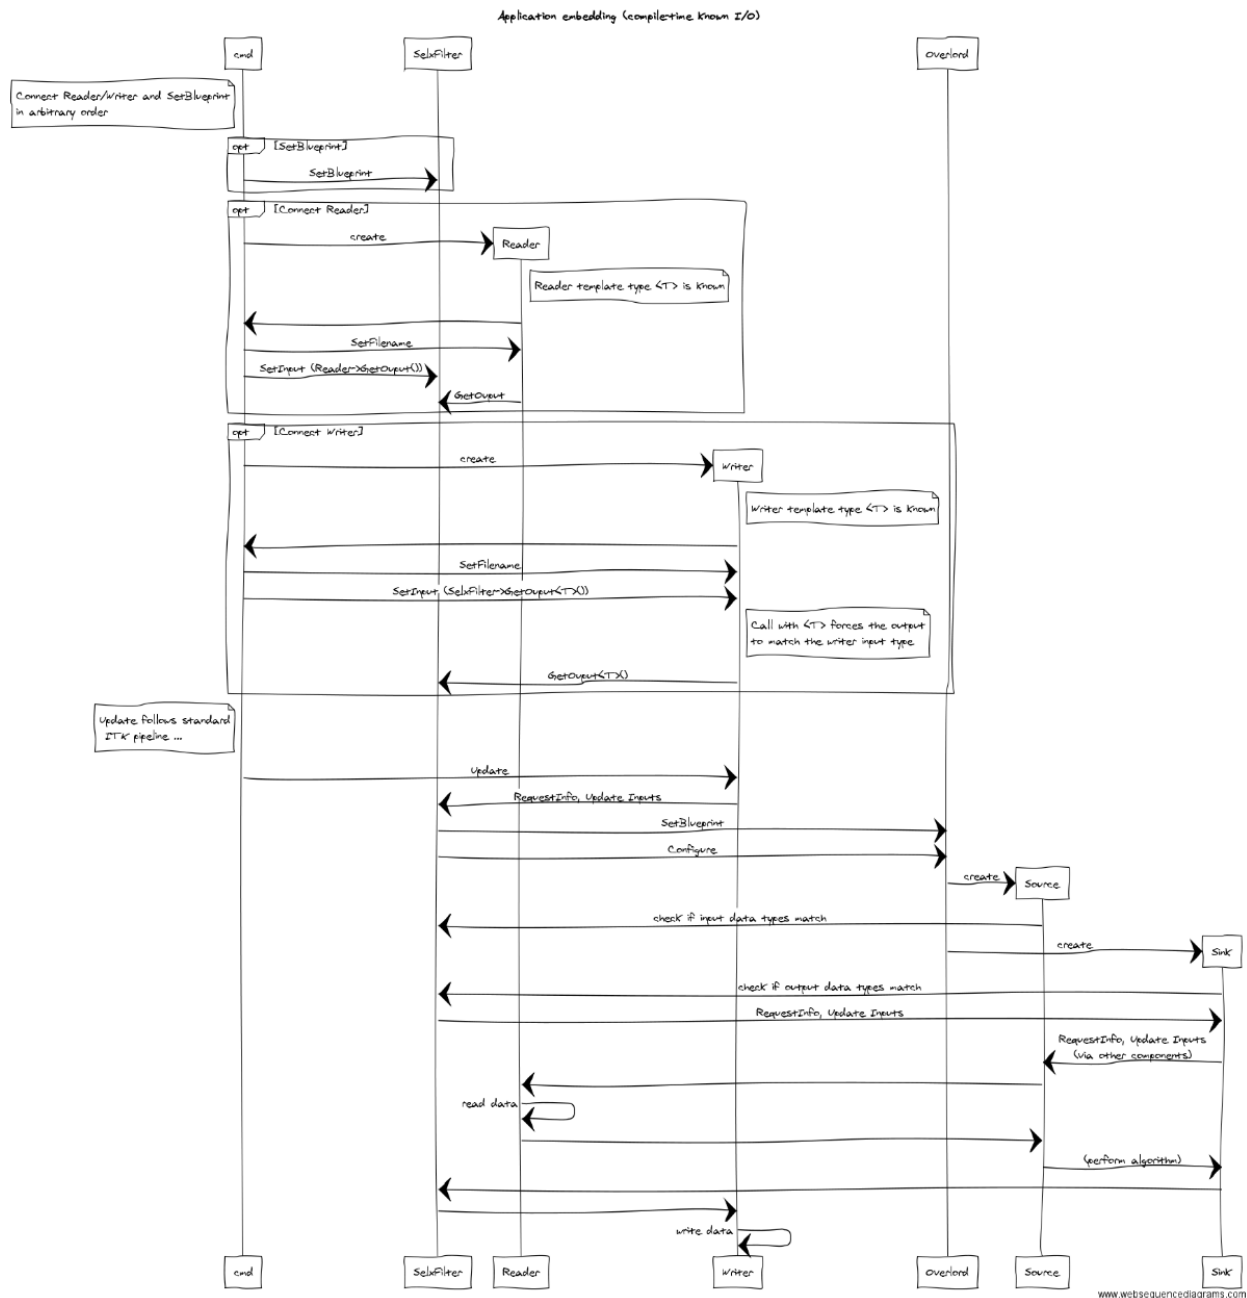 Application embedding (compile-time known I/O)
cmd
SelxFilter
Overlord
Connect Reader/Writer and SetBlueprint
in arbitrary order
opt
[SetBlueprint]
SetBlueprint
opt
[Connect Reader]
create
Reader
Reader template type <T> is known
SetFilename
SetInput (Reader->GetOuput())
GetOuput
opt
[Connect Writer]
create
Writer
Writer template type <T> is known
SetFilename
SetInput (SelxFilter->GetOuput<T>())
Call with <T> forces the output
to match the writer input type
GetOuput<T>()
Update follows standard
ITK pipeline ...
Update
RequestInfo, Update Inputs
SetBlueprint
Configure
create
Source
check if input data types match
create
Sink
check if output data types match
RequestInfo, Update Inputs
RequestInfo, Update Inputs
(via other components)
read data
(perform algorithm)
write data
cmd
SelxFilter
Reader
Writer
Overlord
Source
Sink
www.websequencediagrams.com